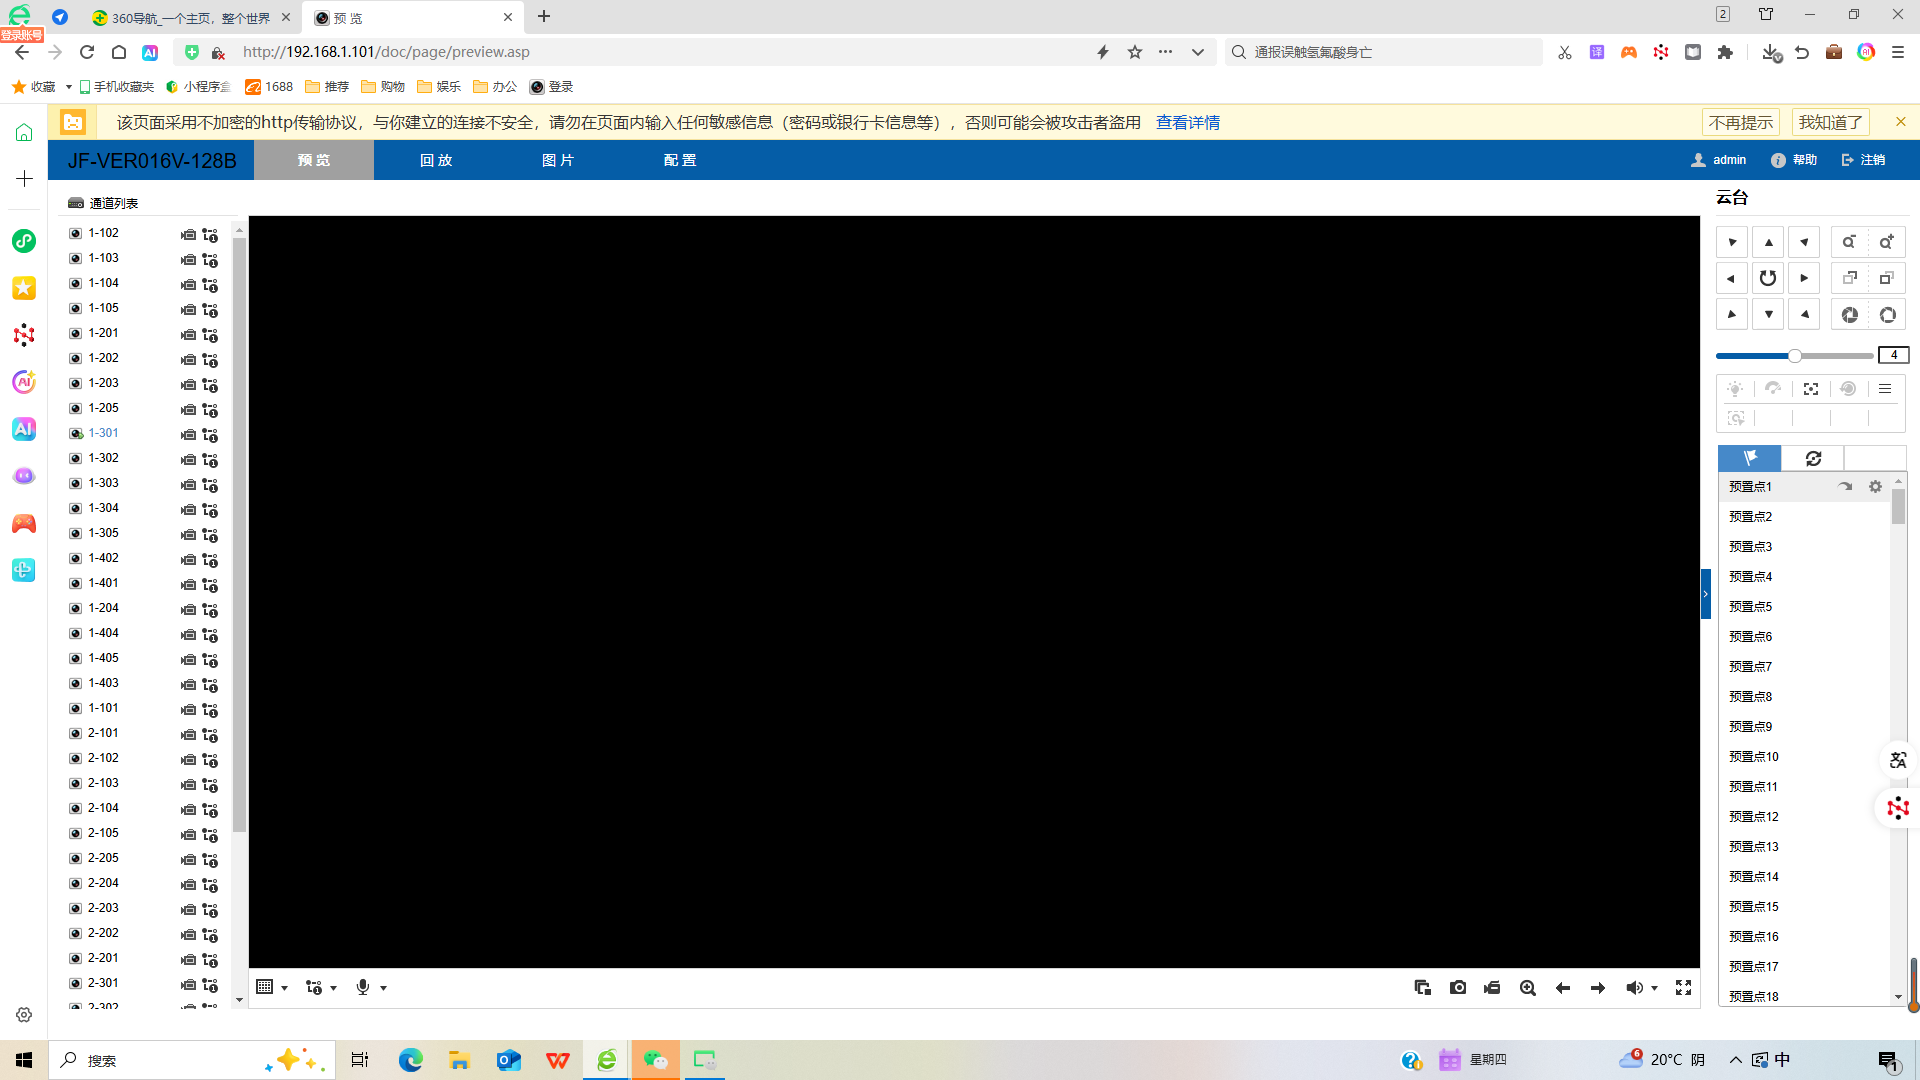 360导航_一个主页，整个世界
预 览
2
登录账号
http://192.168.1.101/doc/page/preview.asp
通报误触氢氟酸身亡
收藏
手机收藏夹
小程序盒
1688
推荐
购物
娱乐
办公
登录
该页面采用不加密的http传输协议，与你建立的连接不安全，请勿在页面内输入任何敏感信息（密码或银行卡信息等），否则可能会被攻击者盗用 查看详情
不再提示
我知道了
JF-VER016V-128B
预 览
回 放
图 片
配 置
admin
帮助
注销
通道列表
1-102
1-103
1-104
1-105
1-201
1-202
1-203
1-205
1-301
1-302
1-303
1-304
1-305
1-402
1-401
1-204
1-404
1-405
1-403
1-101
2-101
2-102
2-103
2-104
2-105
2-205
2-204
2-203
2-202
2-201
2-301
2-302
云台
4
预置点1
预置点2
预置点3
预置点4
预置点5
预置点6
预置点7
预置点8
预置点9
预置点10
预置点11
预置点12
预置点13
预置点14
预置点15
预置点16
预置点17
预置点18
搜索
星期四
6
20°C 阴
中
1